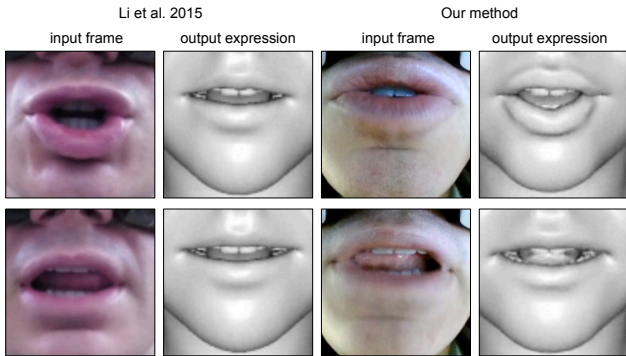 Li et al. 2015 Our method
input frame output expression input frame output expression